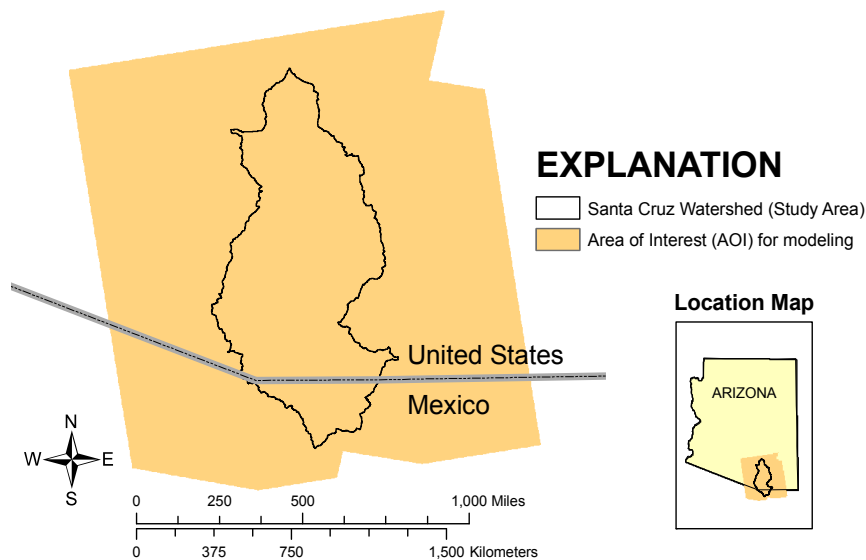 EXPLANATION
Santa Cruz Watershed (Study Area)
Area of Interest (AOI) for modeling
Location Map
ARIZONA
United States
Mexico
N
W E
S
0 250 500 1,000 Miles
0 375 750 1,500 Kilometers